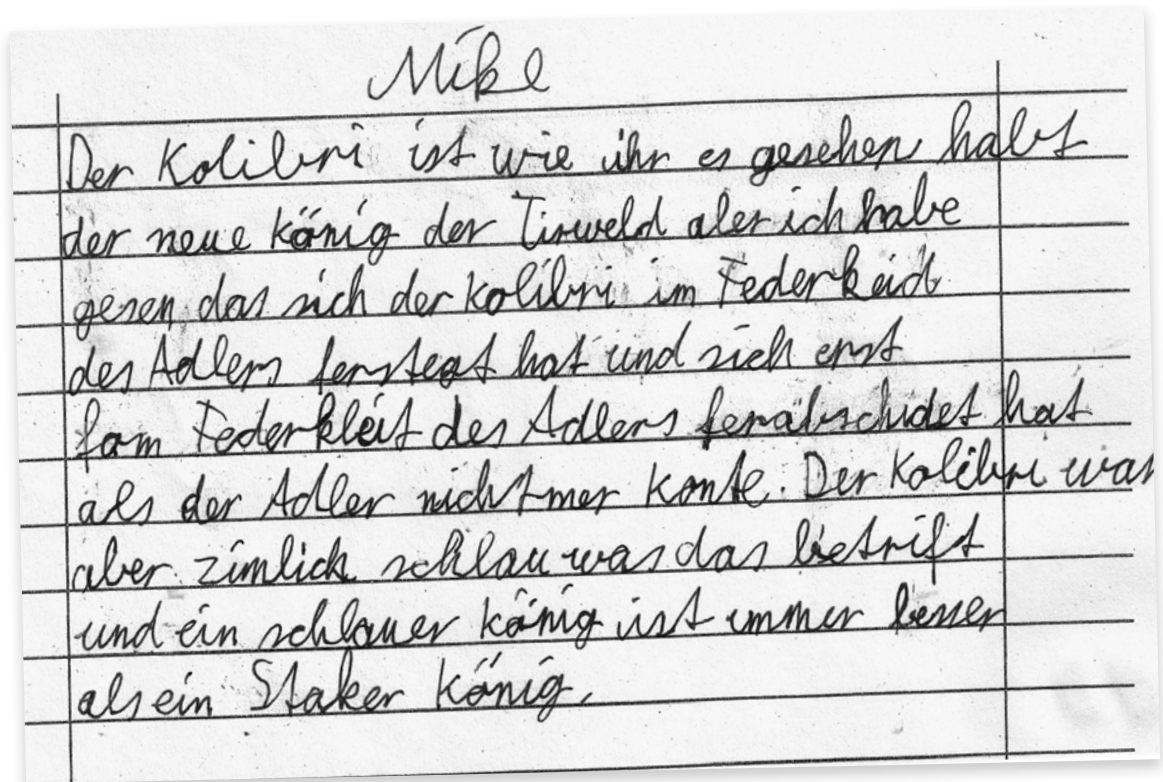 Mike
Der Kolibri ist wie ihr es gesehen habt
der neue könig der Tirweld aber ich habe
gesen das sich der kolibri im Federkeid
des Adlers fersteat hat und sich erst
fom Federkleit des Adlers feräbschidet hat
als der Adler nicht mer konte. Der Kolibri war
aber zimlich schlau was das betrift
und ein schlauer könig ist immer besser
als ein Staker König.